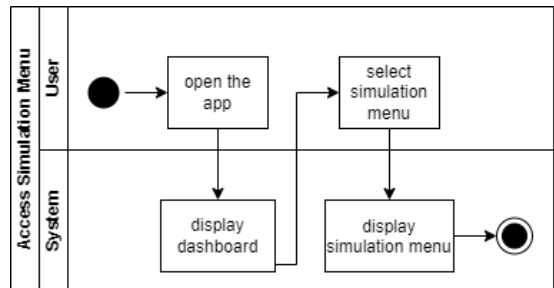 Access Simulation Menu
User
open the
app
select
simulation
menu
System
display
dashboard
display
simulation menu